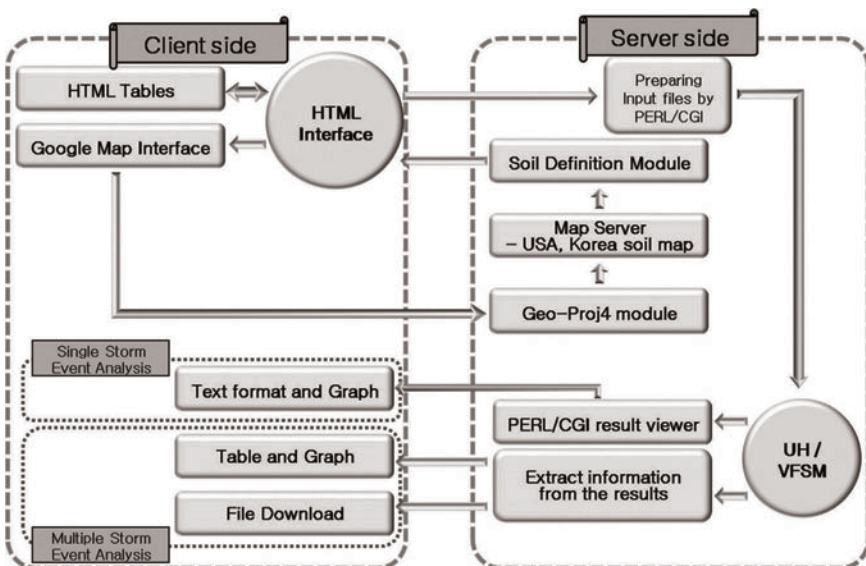 Client side
HTML Tables
Google Map Interface
HTML
Interface
Single Storm
Event Analysis
Text format and Graph
Table and Graph
File Download
Multiple Storm
Event Analysis
Server side
Preparing
Input files by
PERL/CGI
Soil Definition Module
Map Server
- USA, Korea soil map
Geo-Proj4 module
PERL/CGI result viewer
Extract information
from the results
UH /
VFSM